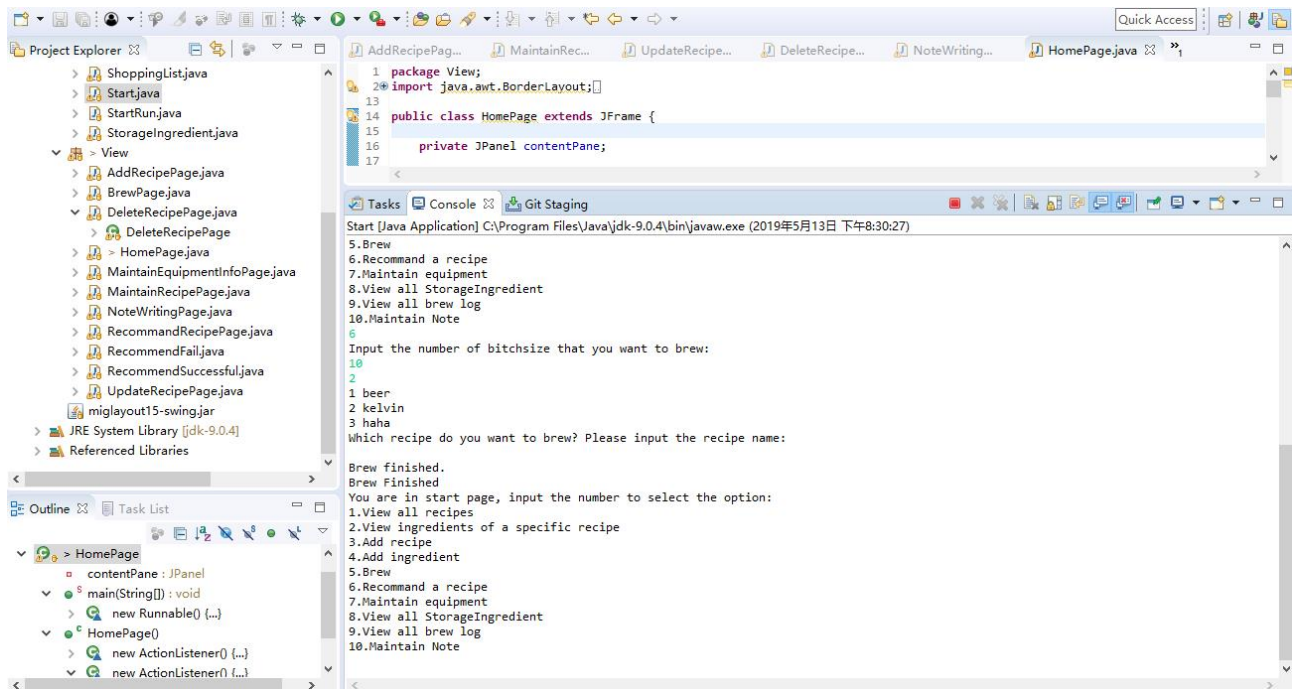 Quick Access
Project Explorer
ShoppingList.java
Start.java
StartRun.java
StorageIngredient.java
> View
AddRecipePage.java
BrewPage.java
DeleteRecipePage.java
DeleteRecipePage
> HomePage.java
MaintainEquipmentInfoPage.java
MaintainRecipePage.java
NoteWritingPage.java
RecommandRecipePage.java
RecommendFail.java
RecommendSuccessful.java
UpdateRecipePage.java
miglayout15-swing.jar
JRE System Library [jdk-9.0.4]
Referenced Libraries
Outline Task List
> HomePage
contentPane : JPanel
main(String[]) : void
new Runnable() {...}
HomePage()
new ActionListener() {...}
new ActionListener() {...}
AddRecipePag... MaintainRec... UpdateRecipe... DeleteRecipe... NoteWriting... HomePage.java »1
1 package View;
2 import java.awt.BorderLayout;
13
14 public class HomePage extends JFrame {
15
16 private JPanel contentPane;
17
Tasks Console Git Staging
Start [Java Application] C:\Program Files\Java\jdk-9.0.4\bin\javaw.exe (2019年5月13日 下午8:30:27)
5.Brew
6.Recommand a recipe
7.Maintain equipment
8.View all StorageIngredient
9.View all brew log
10.Maintain Note
6
Input the number of bitchsize that you want to brew:
10
2
1 beer
2 kelvin
3 haha
Which recipe do you want to brew? Please input the recipe name:
Brew finished.
Brew Finished
You are in start page, input the number to select the option:
1.View all recipes
2.View ingredients of a specific recipe
3.Add recipe
4.Add ingredient
5.Brew
6.Recommand a recipe
7.Maintain equipment
8.View all StorageIngredient
9.View all brew log
10.Maintain Note